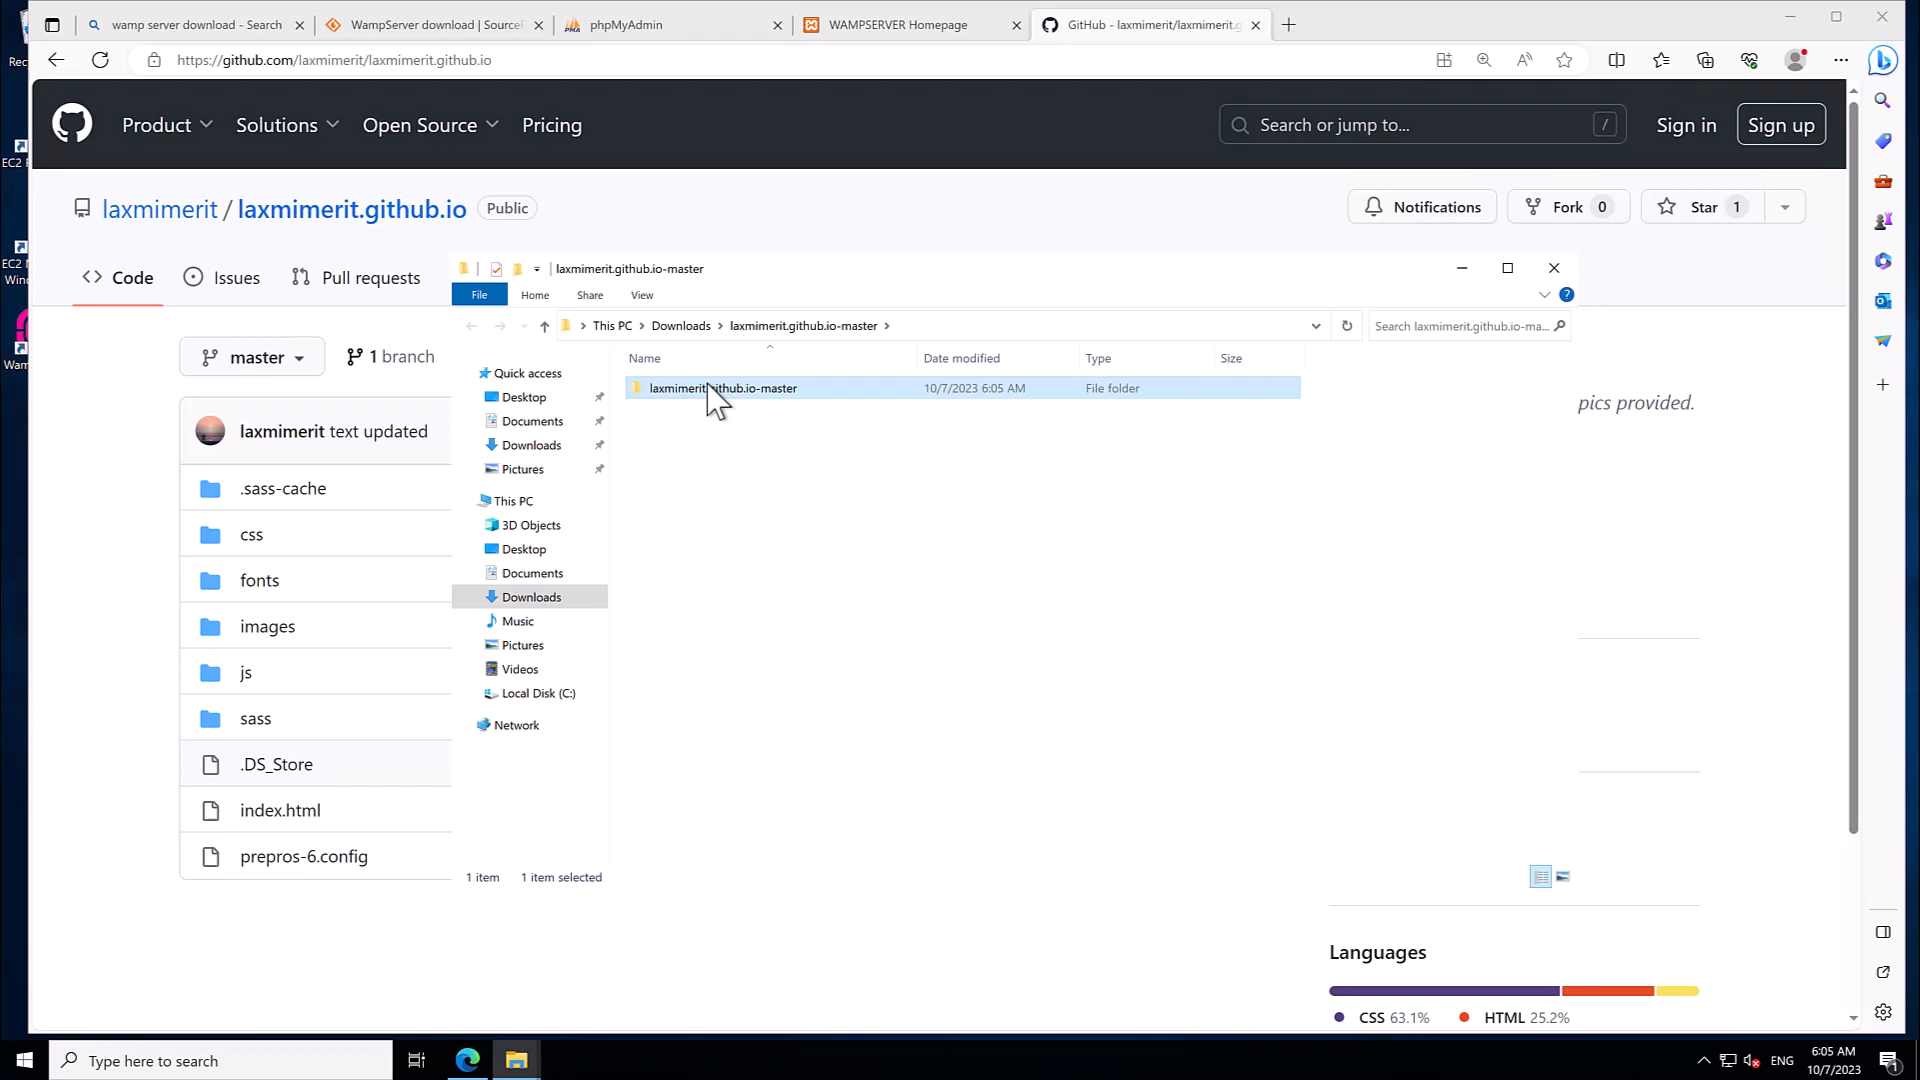 wamp server download - Search
WampServer download | SourceF
phpMyAdmin
WAMPSERVER Homepage
GitHub - laxmimerit/laxmimerit.g
https://github.com/laxmimerit/laxmimerit.github.io
Product
Solutions
Open Source
Pricing
Search or jump to...
/
Sign in
Sign up
laxmimerit / laxmimerit.github.io
Public
Notifications
Fork 0
Star 1
Code
Issues
Pull requests
master
1 branch
laxmimerit text updated
.sass-cache
css
fonts
images
js
sass
.DS_Store
index.html
prepros-6.config
laxmimerit.github.io-master
File
Home
Share
View
This PC
Downloads
laxmimerit.github.io-master
Search laxmimerit.github.io-ma...
Name
Date modified
Type
Size
laxmimerit.github.io-master
10/7/2023 6:05 AM
File folder
Quick access
Desktop
Documents
Downloads
Pictures
This PC
3D Objects
Desktop
Documents
Downloads
Music
Pictures
Videos
Local Disk (C:)
Network
1 item
1 item selected
pics provided.
Languages
CSS 63.1%
HTML 25.2%
Rec
EC2
EC2
Wind
Wam
Type here to search
ENG
6:05 AM
10/7/2023
1